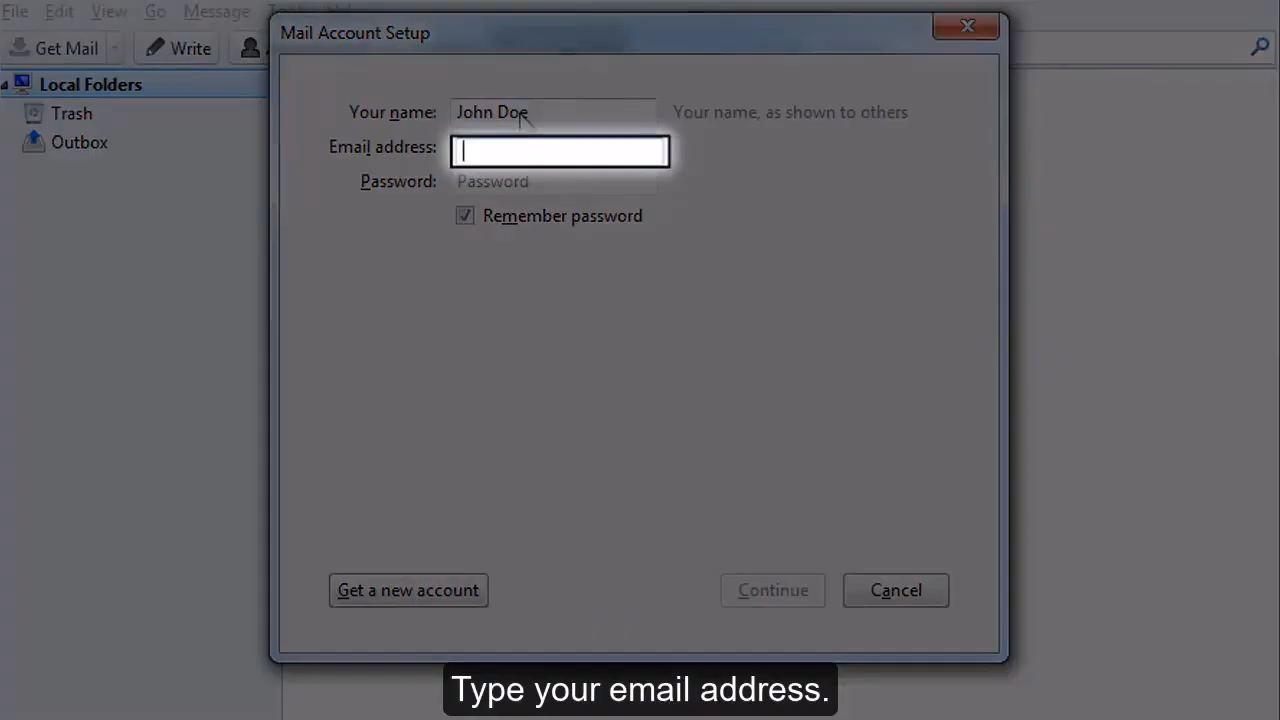 File Edit View Go Message
Mail Account Setup
Get Mail Write
Local Folders
Trash
Outbox
Your name: John Doe Your name, as shown to others
Email address:
Password: Password
Remember password
Get a new account Continue Cancel
Type your email address.